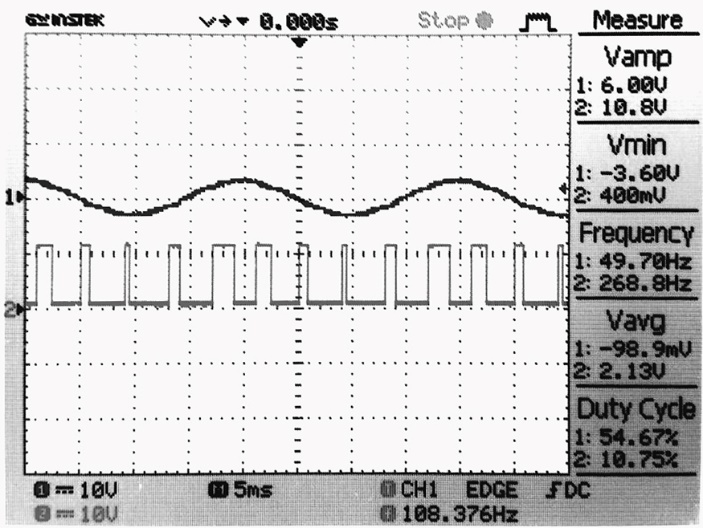 GWINSTEK 0.000s Stop
Measure
Vamp
1: 6.00V
2: 10.8V
Vmin
1: -3.60V
2: 400mV
Frequency
1: 49.70Hz
2: 268.8Hz
Vavg
1: -98.9mV
2: 2.13V
Duty Cycle
1: 54.67%
2: 10.75%
1
2
1 10V 5ms CH1 EDGE DC
2 10V 108.376Hz